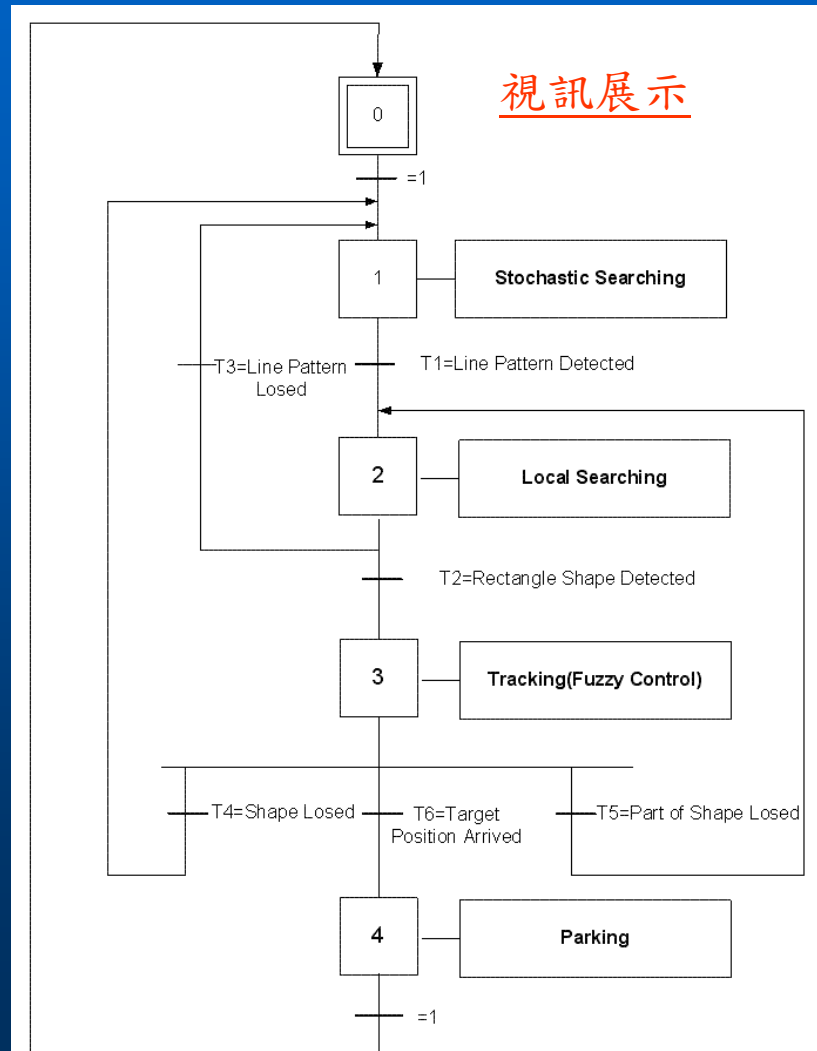 視訊展示
0
=1
1
Stochastic Searching
T3=Line Pattern
Losed
T1=Line Pattern Detected
2
Local Searching
T2=Rectangle Shape Detected
3
Tracking(Fuzzy Control)
T4=Shape Losed
T6=Target
Position Arrived
T5=Part of Shape Losed
4
Parking
=1